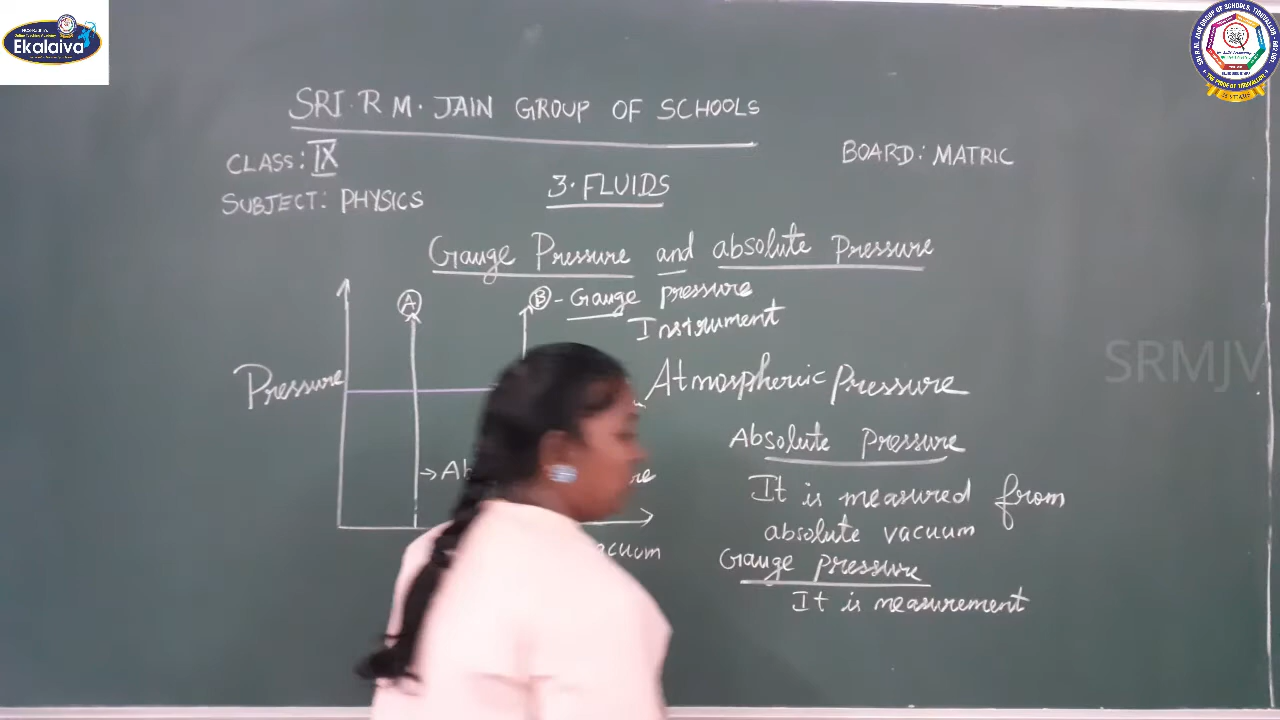 Ekalaiva
SRI.R M. JAIN GROUP OF SCHOOLS
CLASS: IX
BOARD: MATRIC
SUBJECT: PHYSICS
3. FLUIDS
Gauge Pressure and absolute Pressure
A
B - Gauge pressure
Instrument
Pressure
Atmospheric Pressure
SRMJV
Absolute Pressure
It is measured from
absolute vacuum
Gauge pressure
It is measurement